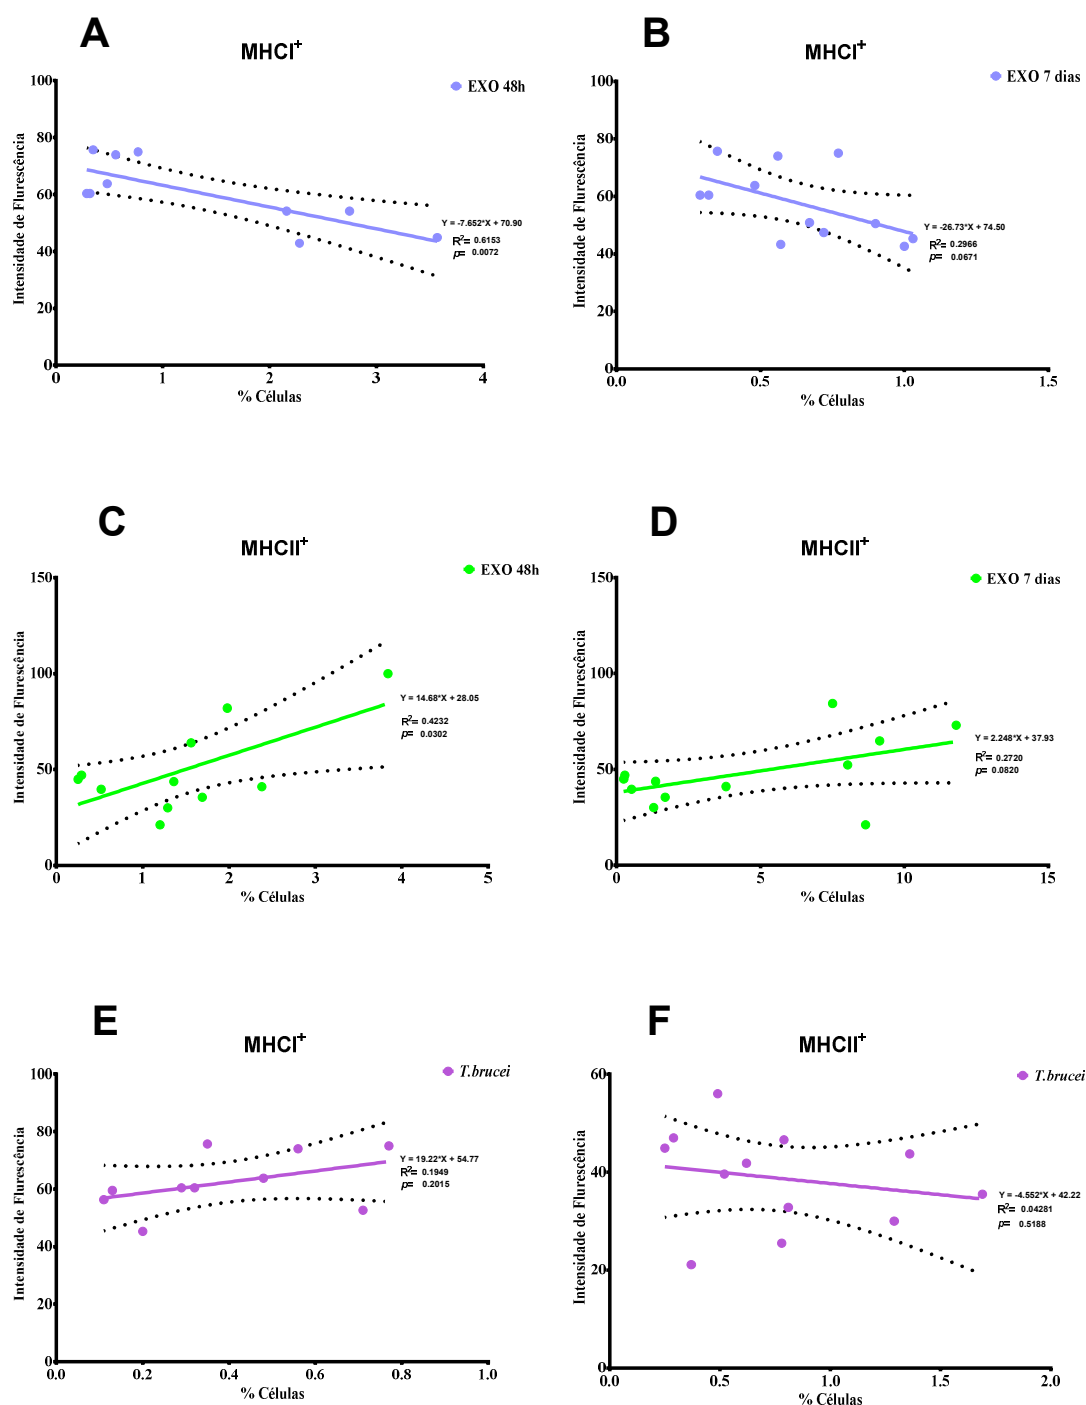 A
MHCI+
EXO 48h
Intensidade de Flurescência
100
80
60
40
20
0
0 1 2 3 4
% Células
Y = -7.652*X + 70.90
R2= 0.6153
p= 0.0072
B
MHCI+
EXO 7 dias
Intensidade de Flurescência
100
80
60
40
20
0
0.0 0.5 1.0 1.5
% Células
Y = -26.73*X + 74.50
R2= 0.2966
p= 0.0671
C
MHCII+
EXO 48h
Intensidade de Flurescência
150
100
50
0
0 1 2 3 4 5
% Células
Y = 14.68*X + 28.05
R2= 0.4232
p= 0.0302
D
MHCII+
EXO 7 dias
Intensidade de Flurescência
150
100
50
0
0 5 10 15
% Células
Y = 2.248*X + 37.93
R2= 0.2720
p= 0.0820
E
MHCI+
T.brucei
Intensidade de Flurescência
100
80
60
40
20
0
0.0 0.2 0.4 0.6 0.8 1.0
% Células
Y = 19.22*X + 54.77
R2= 0.1949
p= 0.2015
F
MHCII+
T.brucei
Intensidade de Flurescência
60
40
20
0
0.0 0.5 1.0 1.5 2.0
% Células
Y = -4.552*X + 42.22
R2= 0.04281
p= 0.5188